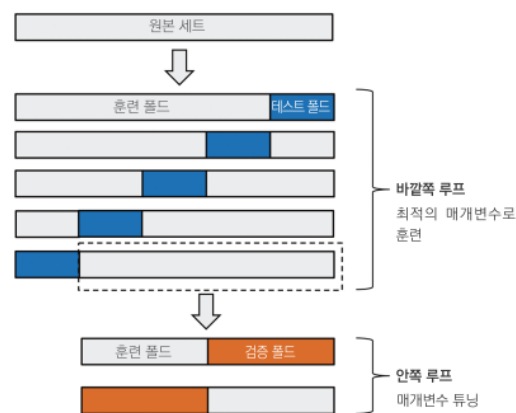 원본 세트
훈련 폴드
테스트 폴드
바깥쪽 루프
최적의 매개변수로
훈련
훈련 폴드
검증 폴드
안쪽 루프
매개변수 튜닝